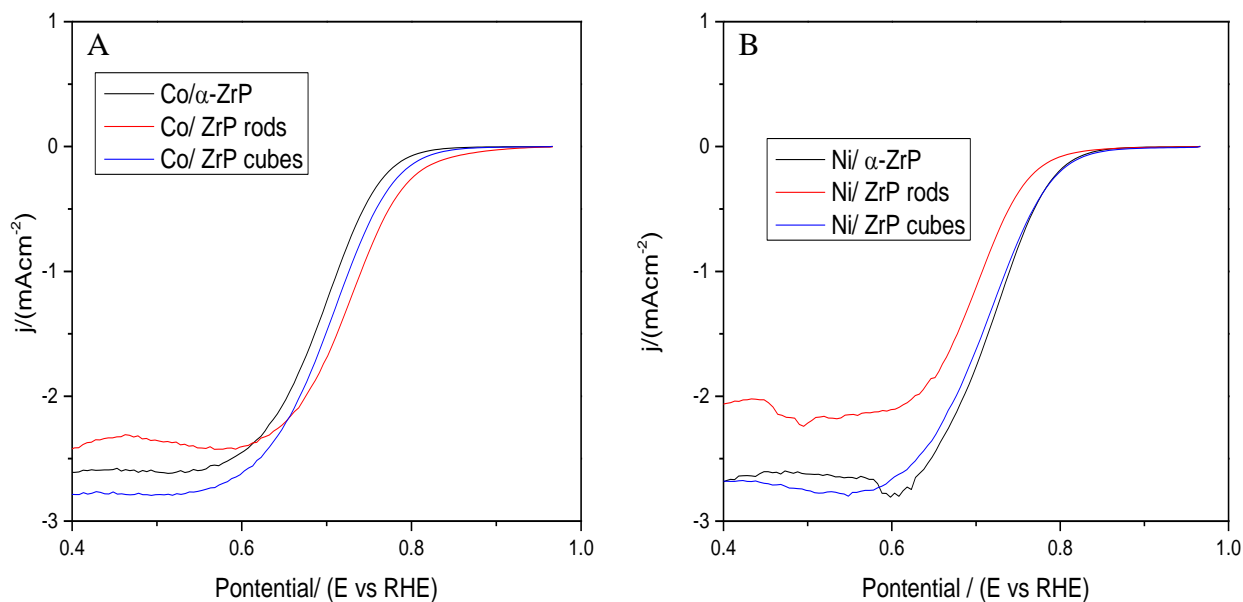 A
Co/α-ZrP
Co/ ZrP rods
Co/ ZrP cubes
1
0
-1
-2
-3
j/(mAcm-2)
0.4
0.6
0.8
1.0
Pontential/ (E vs RHE)
B
Ni/ α-ZrP
Ni/ ZrP rods
Ni/ ZrP cubes
1
0
-1
-2
-3
j/(mAcm-2)
0.4
0.6
0.8
1.0
Pontential / (E vs RHE)